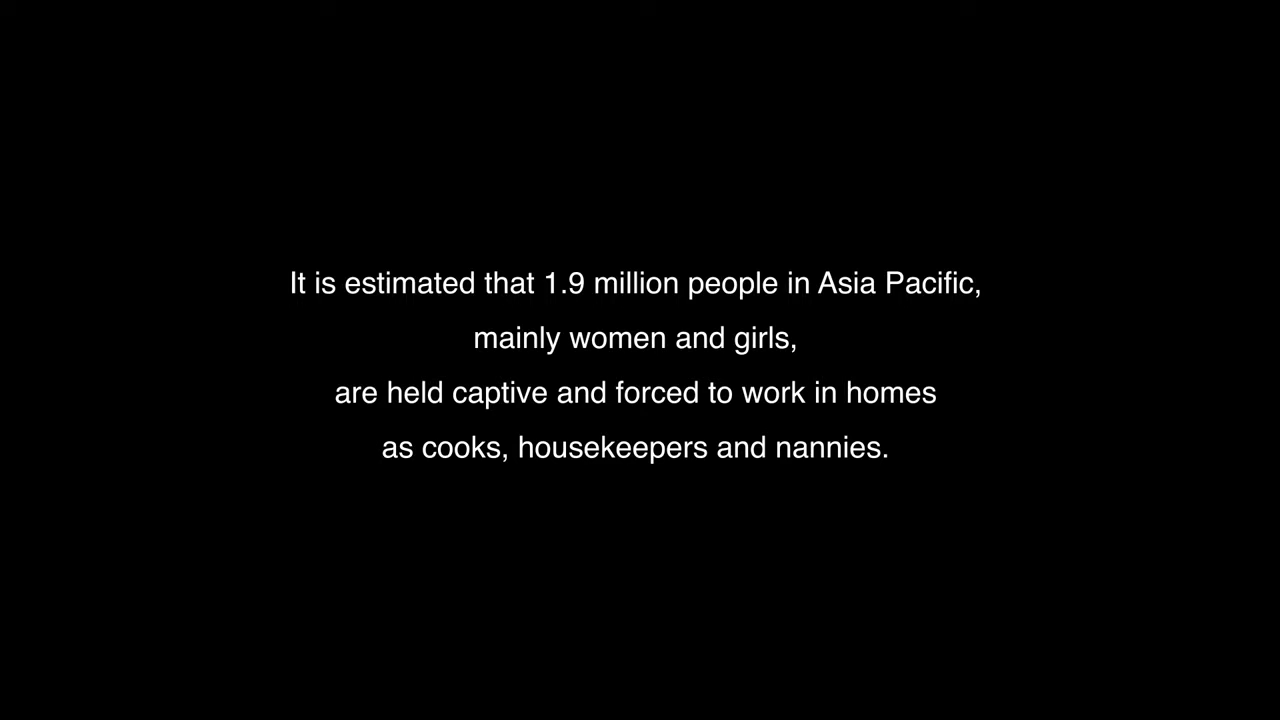 It is estimated that 1.9 million people in Asia Pacific,
mainly women and girls,
are held captive and forced to work in homes
as cooks, housekeepers and nannies.